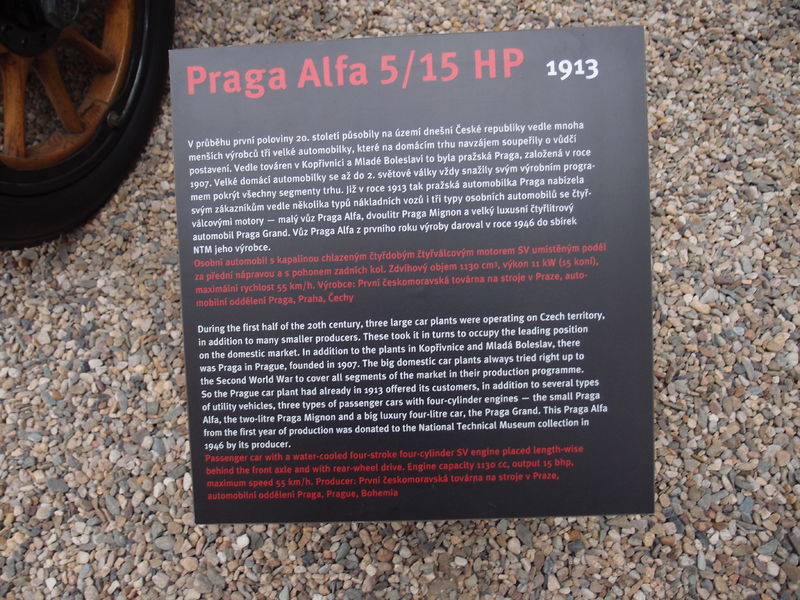 Praga Alfa 5/15 HP 1913
V průběhu první poloviny 20. století působily na území dnešní České republiky vedle mnoha
menších výrobců tři velké automobilky, které na domácím trhu navzájem soupeřily o vůdčí
postavení. Vedle továren v Kopřivnici a Mladé Boleslavi to byla pražská Praga, založená v roce
1907. Velké domácí automobilky se až do 2. světové války vždy snažily svým výrobním progra-
mem pokrýt všechny segmenty trhu. Již v roce 1913 tak pražská automobilka Praga nabízela
svým zákazníkům vedle několika typů nákladních vozů i tři typy osobních automobilů se čtyř-
válcovými motory — malý vůz Praga Alfa, dvoulitr Praga Mignon a velký luxusní čtyřlitrový
automobil Praga Grand. Vůz Praga Alfa z prvního roku výroby daroval v roce 1946 do sbírek
NTM jeho výrobce.
Osobní automobil s kapalinou chlazeným čtyřdobým čtyřválcovým motorem SV umístěným podél
za přední nápravou a s pohonem zadních kol. Zdvihový objem 1130 cm³, výkon 11 kW (15 koní),
maximální rychlost 55 km/h. Výrobce: První českomoravská továrna na stroje v Praze, auto-
mobilní oddělení Praga, Praha, Čechy
During the first half of the 20th century, three large car plants were operating on Czech territory,
in addition to many smaller producers. These took it in turns to occupy the leading position
on the domestic market. In addition to the plants in Kopřivnice and Mladá Boleslav, there
was Praga in Prague, founded in 1907. The big domestic car plants always tried right up to
the Second World War to cover all segments of the market in their production programme.
So the Prague car plant had already in 1913 offered its customers, in addition to several types
of utility vehicles, three types of passenger cars with four-cylinder engines — the small Praga
Alfa, the two-litre Praga Mignon and a big luxury four-litre car, the Praga Grand. This Praga Alfa
from the first year of production was donated to the National Technical Museum collection in
1946 by its producer.
Passenger car with a water-cooled four-stroke four-cylinder SV engine placed length-wise
behind the front axle and with rear-wheel drive. Engine capacity 1130 cc, output 15 bhp,
maximum speed 55 km/h. Producer: První českomoravská továrna na stroje v Praze,
automobilní oddělení Praga, Prague, Bohemia